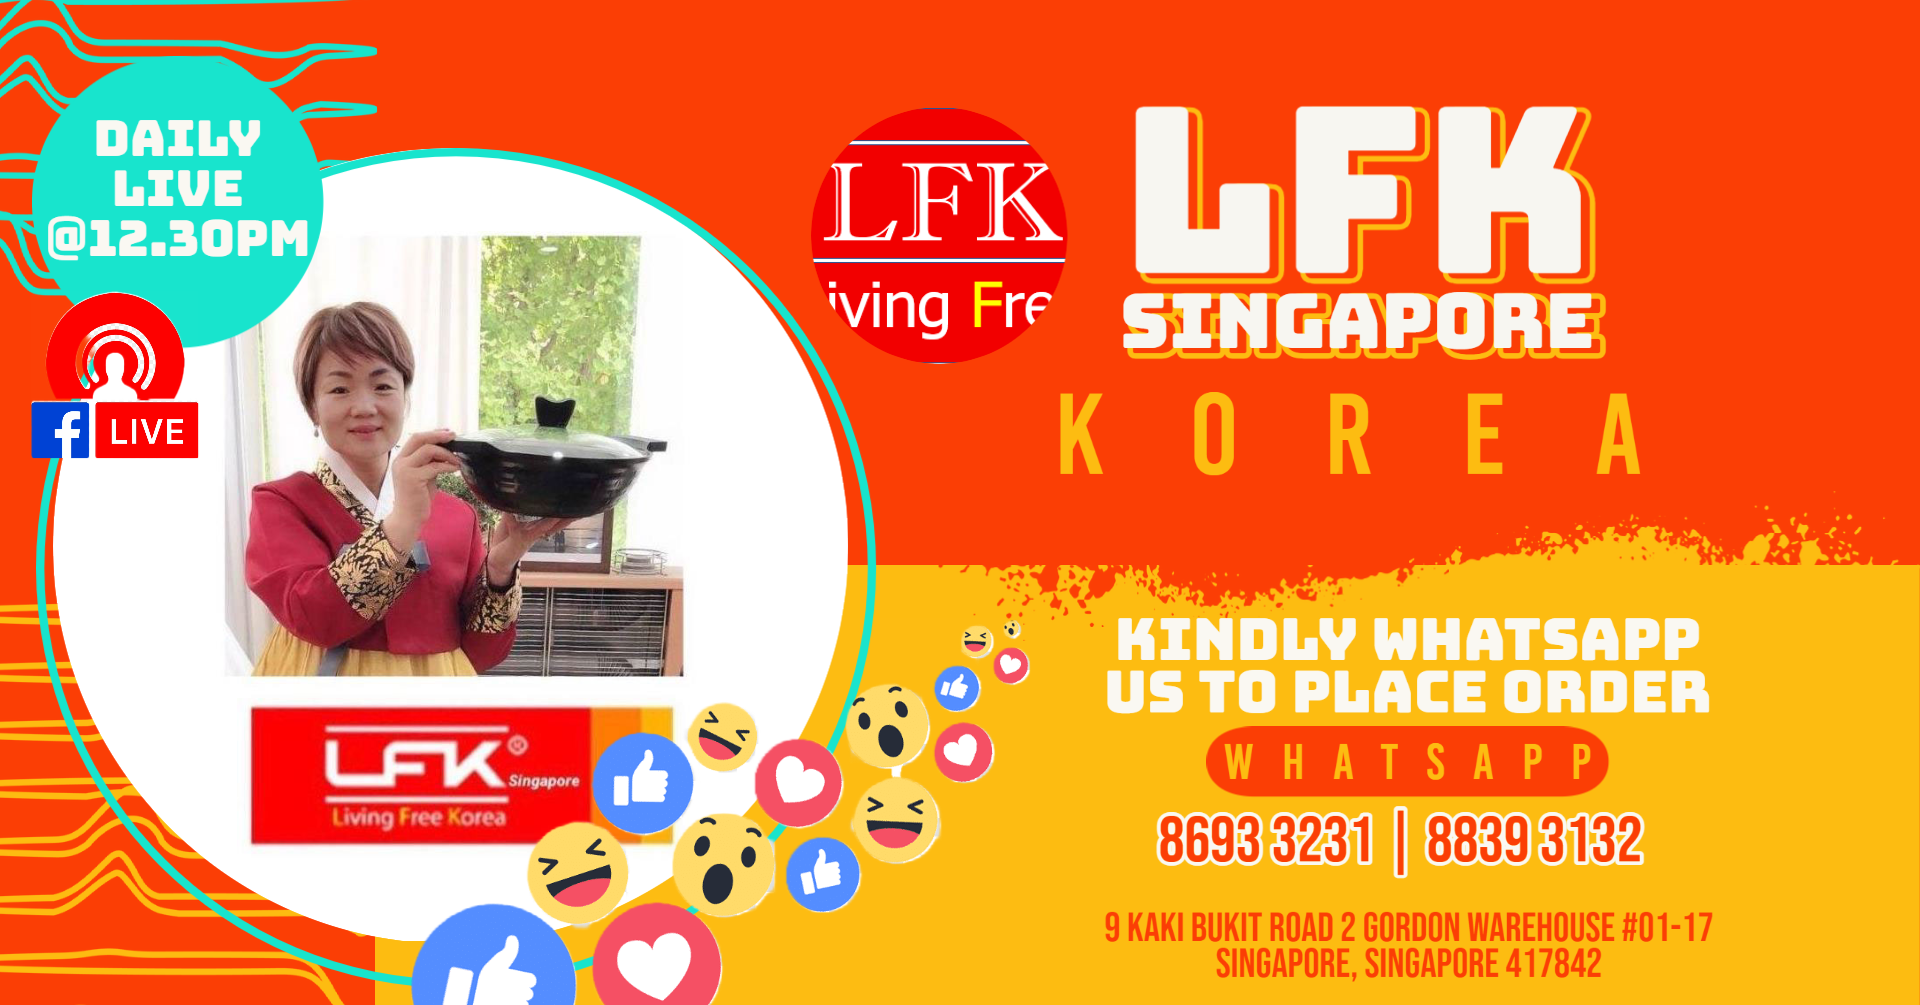 DAILY
LIVE
@12.30PM
f LIVE
LFK
iving Fre
LFK
SINGAPORE
KOREA
LFK® Singapore
Living Free Korea
KINDLY WHATSAPP
US TO PLACE ORDER
WHATSAPP
8693 3231 | 8839 3132
9 KAKI BUKIT ROAD 2 GORDON WAREHOUSE #01-17
SINGAPORE, SINGAPORE 417842